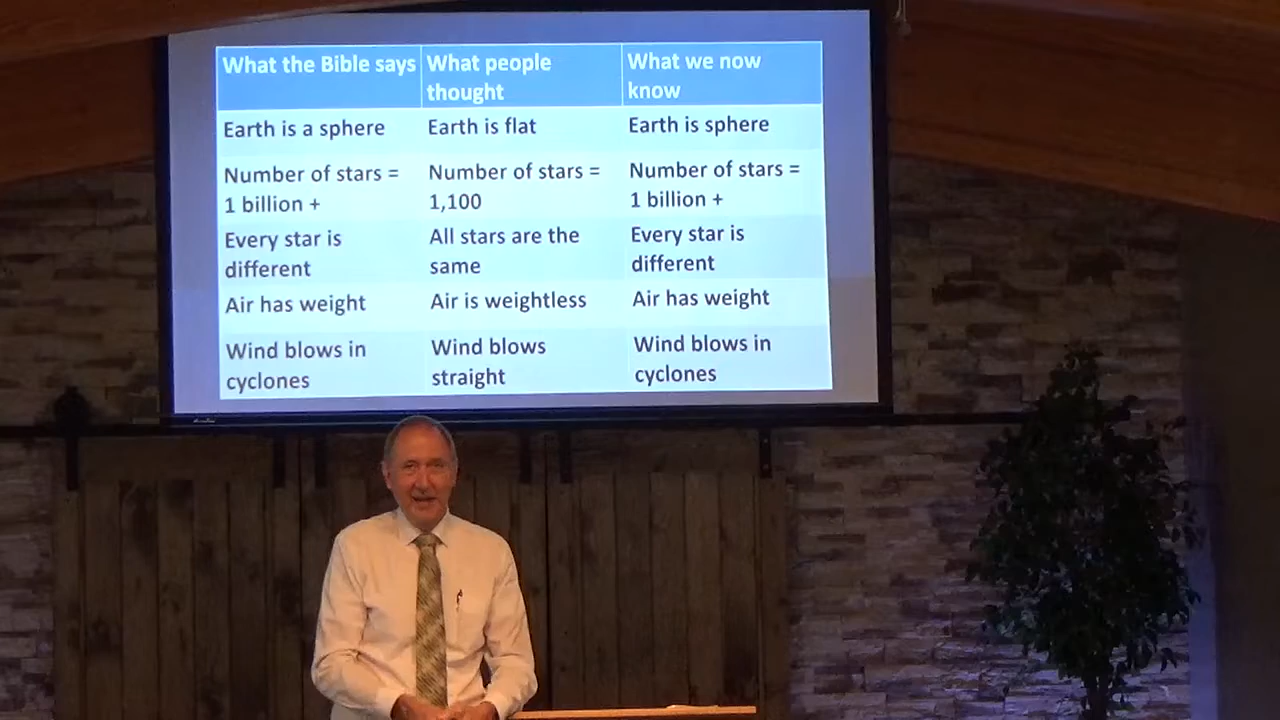 What the Bible says
What people
thought
What we now
know
Earth is a sphere
Earth is flat
Earth is sphere
Number of stars =
1 billion +
Number of stars =
1,100
Number of stars =
1 billion +
Every star is
different
All stars are the
same
Every star is
different
Air has weight
Air is weightless
Air has weight
Wind blows in
cyclones
Wind blows
straight
Wind blows in
cyclones